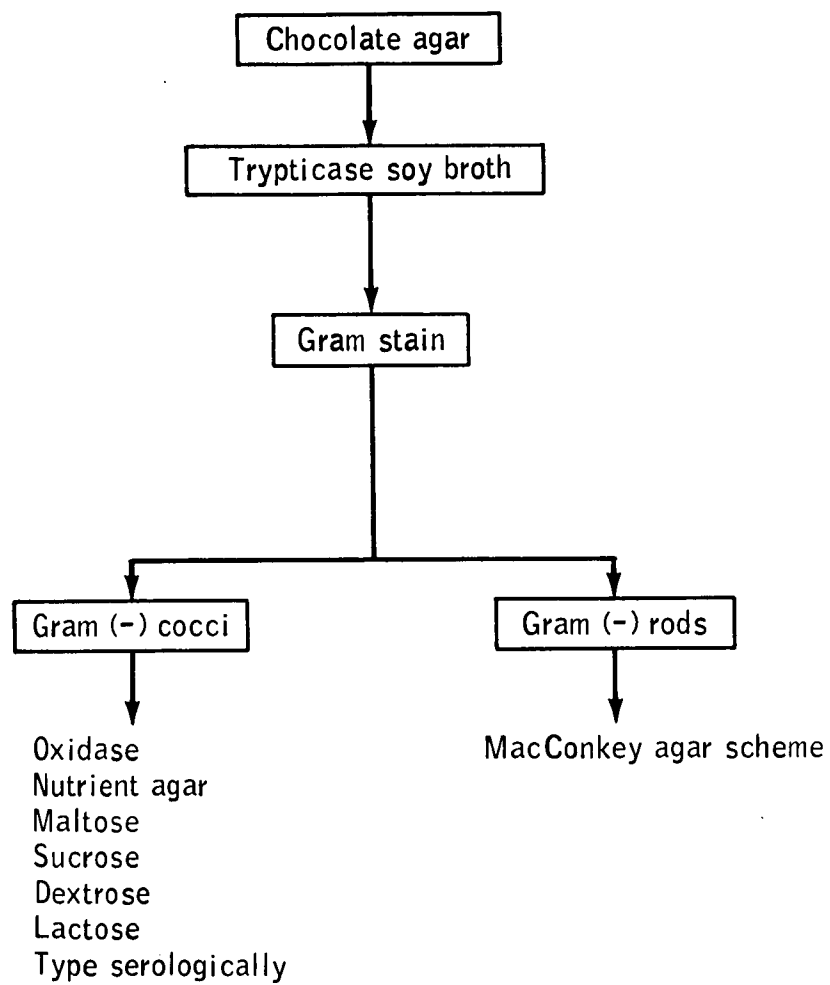 Chocolate agar
Trypticase soy broth
Gram stain
Gram (-) cocci
Gram (-) rods
Oxidase
Nutrient agar
Maltose
Sucrose
Dextrose
Lactose
Type serologically
MacConkey agar scheme